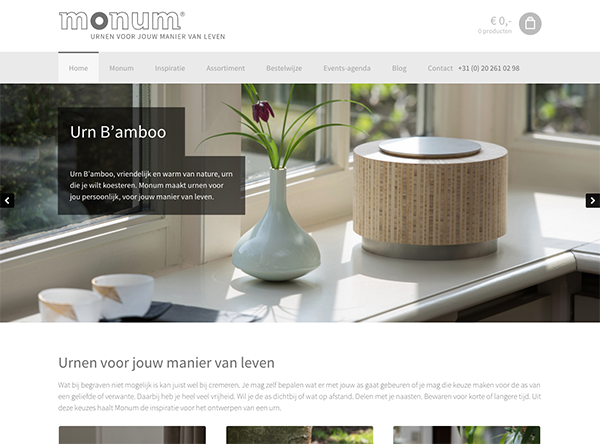 monum®
URNEN VOOR JOUW MANIER VAN LEVEN
€ 0,-
0 producten
Home Monum Inspiratie Assortiment Bestelwijze Events-agenda Blog Contact +31 (0) 20 261 02 98
Urn B'amboo
Urn B'amboo, vriendelijk en warm van nature, urn
die je wilt koesteren. Monum maakt urnen voor
jou persoonlijk, voor jouw manier van leven.
Urnen voor jouw manier van leven
Wat bij begraven niet mogelijk is kan juist wel bij cremeren. Je mag zelf bepalen wat er met jouw as gaat gebeuren of je mag die keuze maken voor de as van
een geliefde of verwante. Daarbij heb je heel veel vrijheid. Wil je de as dichtbij of wat op afstand. Delen met je naasten. Bewaren voor korte of langere tijd. Uit
deze keuzes haalt Monum de inspiratie voor het ontwerpen van een urn.